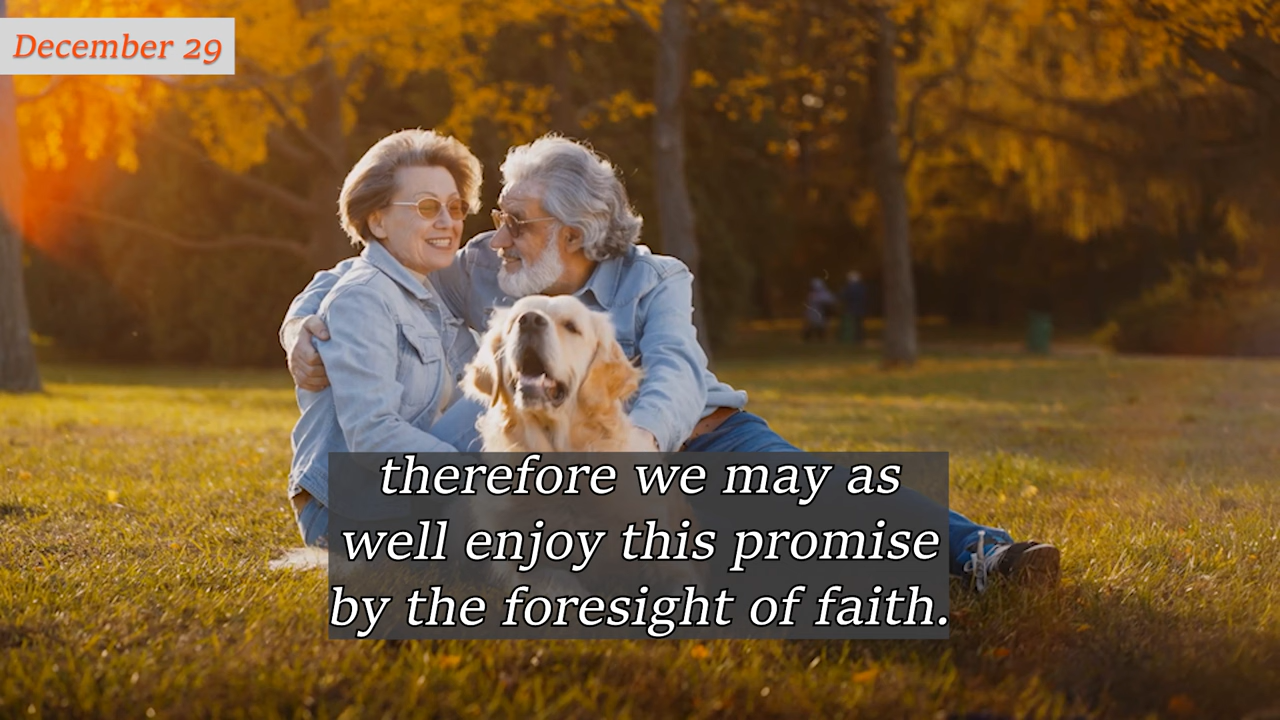 December 29
therefore we may as
well enjoy this promise
by the foresight of faith.